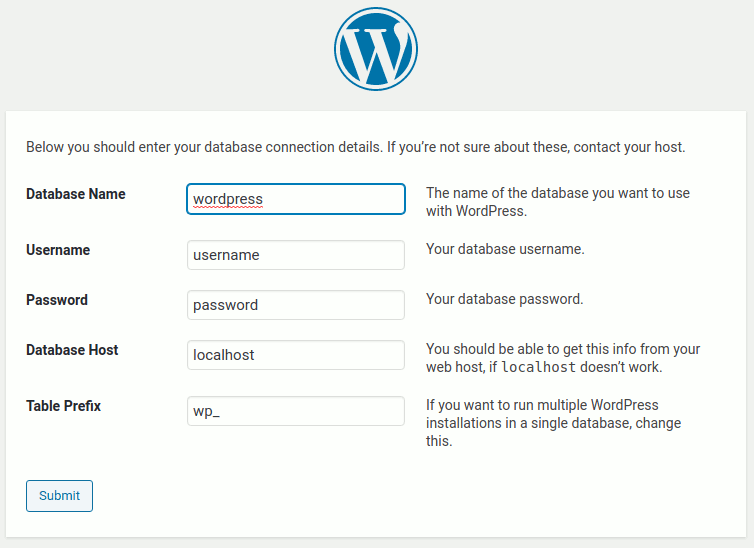 Below you should enter your database connection details. If you’re not sure about these, contact your host.
Database Name
wordpress
The name of the database you want to use
with WordPress.
Username
username
Your database username.
Password
password
Your database password.
Database Host
localhost
You should be able to get this info from your
web host, if localhost doesn’t work.
Table Prefix
wp_
If you want to run multiple WordPress
installations in a single database, change
this.
Submit